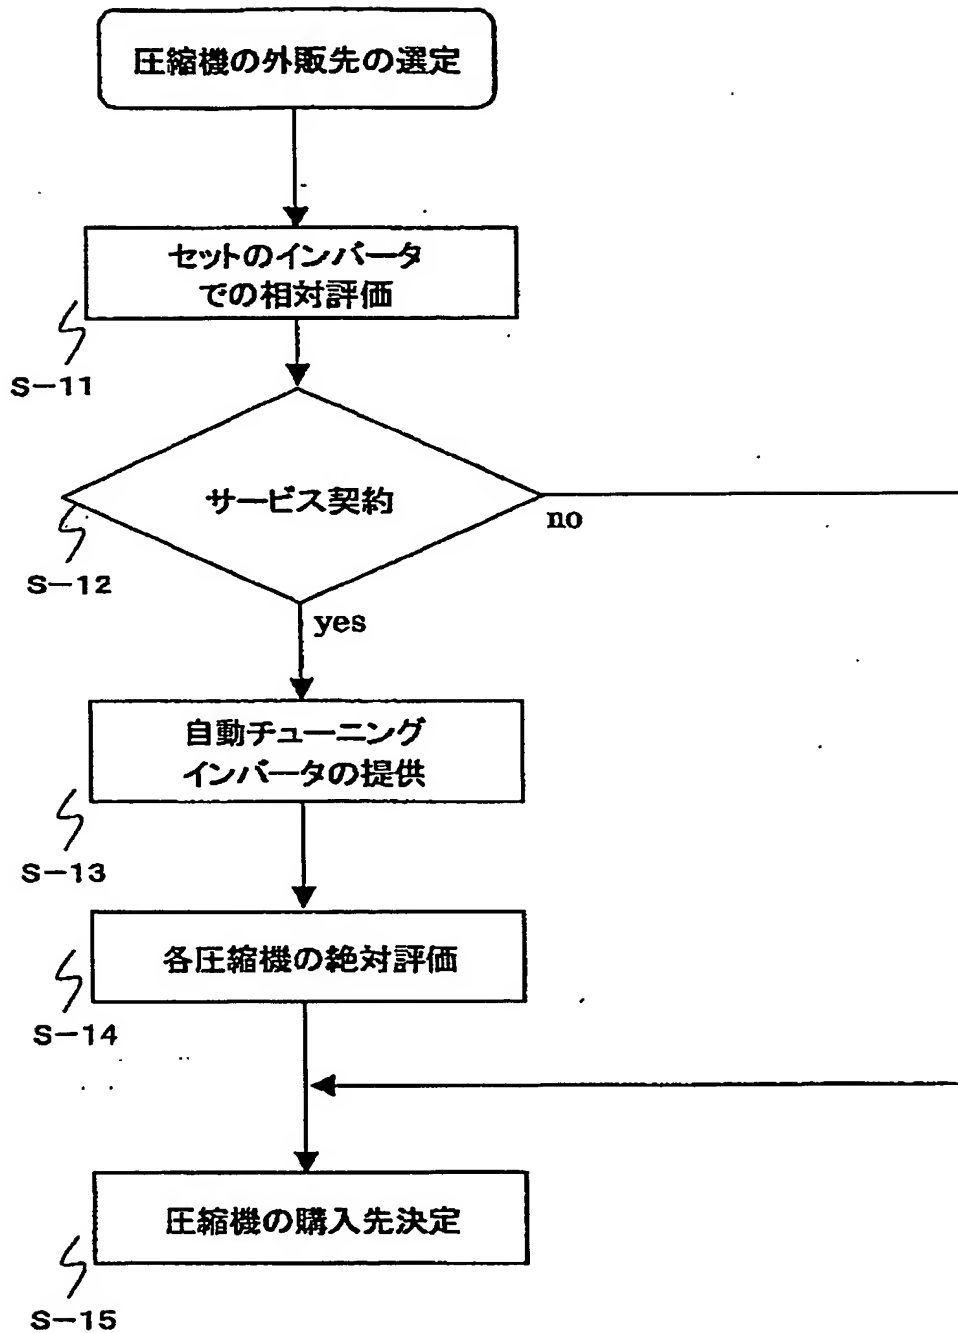 圧縮機の外販先の選定
セットのインバータ
での相対評価
S-11
サービス契約
no
S-12
yes
自動チューニング
インバータの提供
S-13
各圧縮機の絶対評価
S-14
圧縮機の購入先決定
S-15